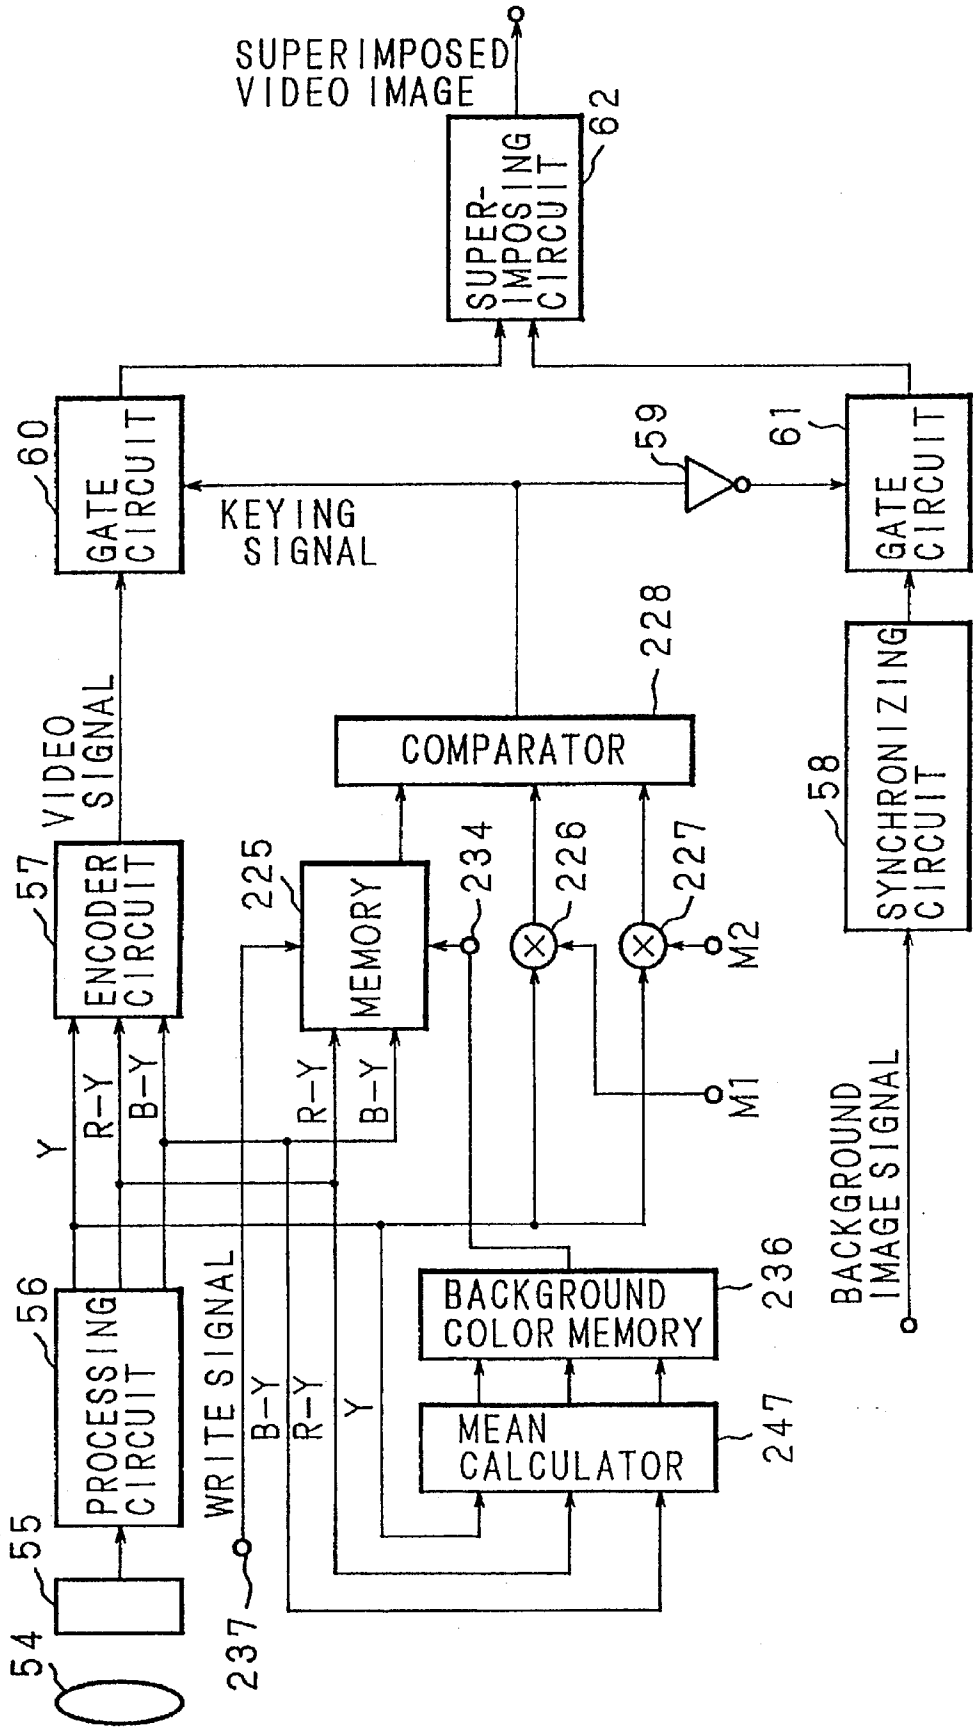 54
55
PROCESSING
CIRCUIT
56
Y
R-Y
B-Y
ENCODER
CIRCUIT
57
VIDEO
SIGNAL
GATE
CIRCUIT
60
KEYING
SIGNAL
SUPERIMPOSED
VIDEO IMAGE
SUPER-
IMPOSING
CIRCUIT
62
237
WRITE SIGNAL
B-Y
R-Y
Y
R-Y
B-Y
MEMORY
225
234
226
227
M1
M2
COMPARATOR
228
59
MEAN
CALCULATOR
247
BACKGROUND
COLOR MEMORY
236
BACKGROUND
IMAGE SIGNAL
SYNCHRONIZING
CIRCUIT
58
GATE
CIRCUIT
61